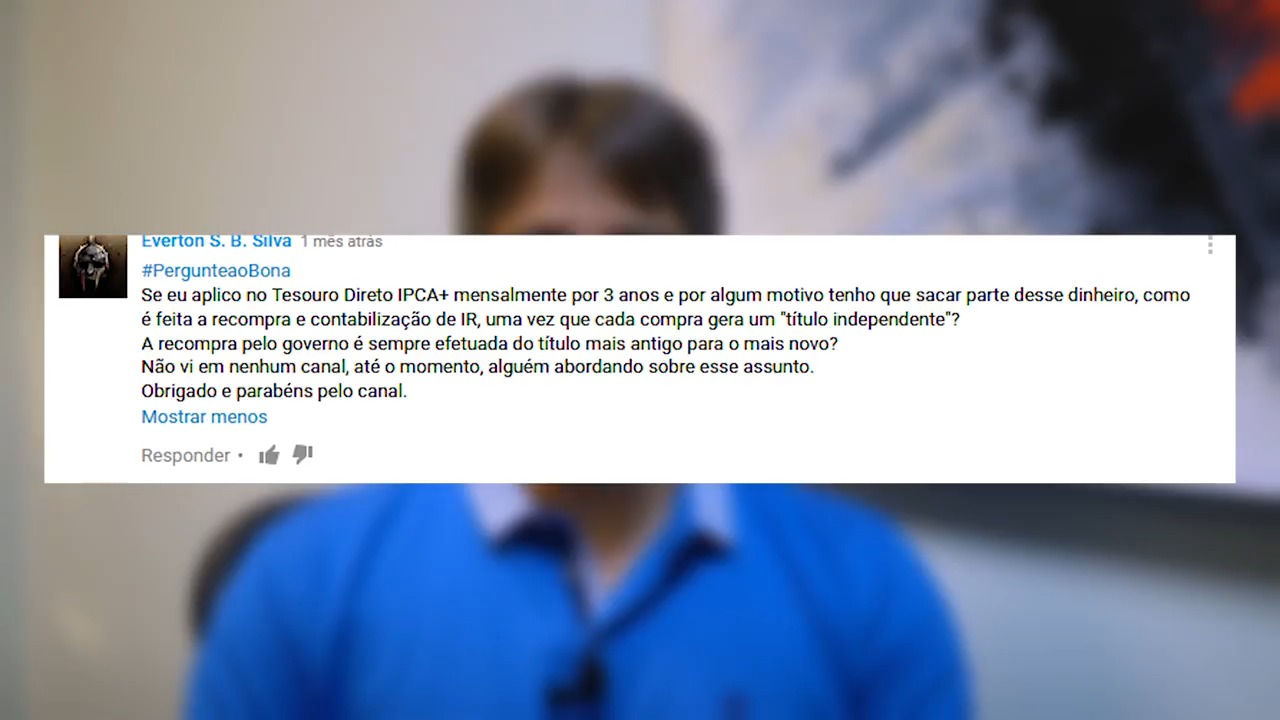 Everton S. B. Silva 1 mês atrás
#PergunteaoBona
Se eu aplico no Tesouro Direto IPCA+ mensalmente por 3 anos e por algum motivo tenho que sacar parte desse dinheiro, como
é feita a recompra e contabilização de IR, uma vez que cada compra gera um "título independente"?
A recompra pelo governo é sempre efetuada do título mais antigo para o mais novo?
Não vi em nenhum canal, até o momento, alguém abordando sobre esse assunto.
Obrigado e parabéns pelo canal.
Mostrar menos
Responder •